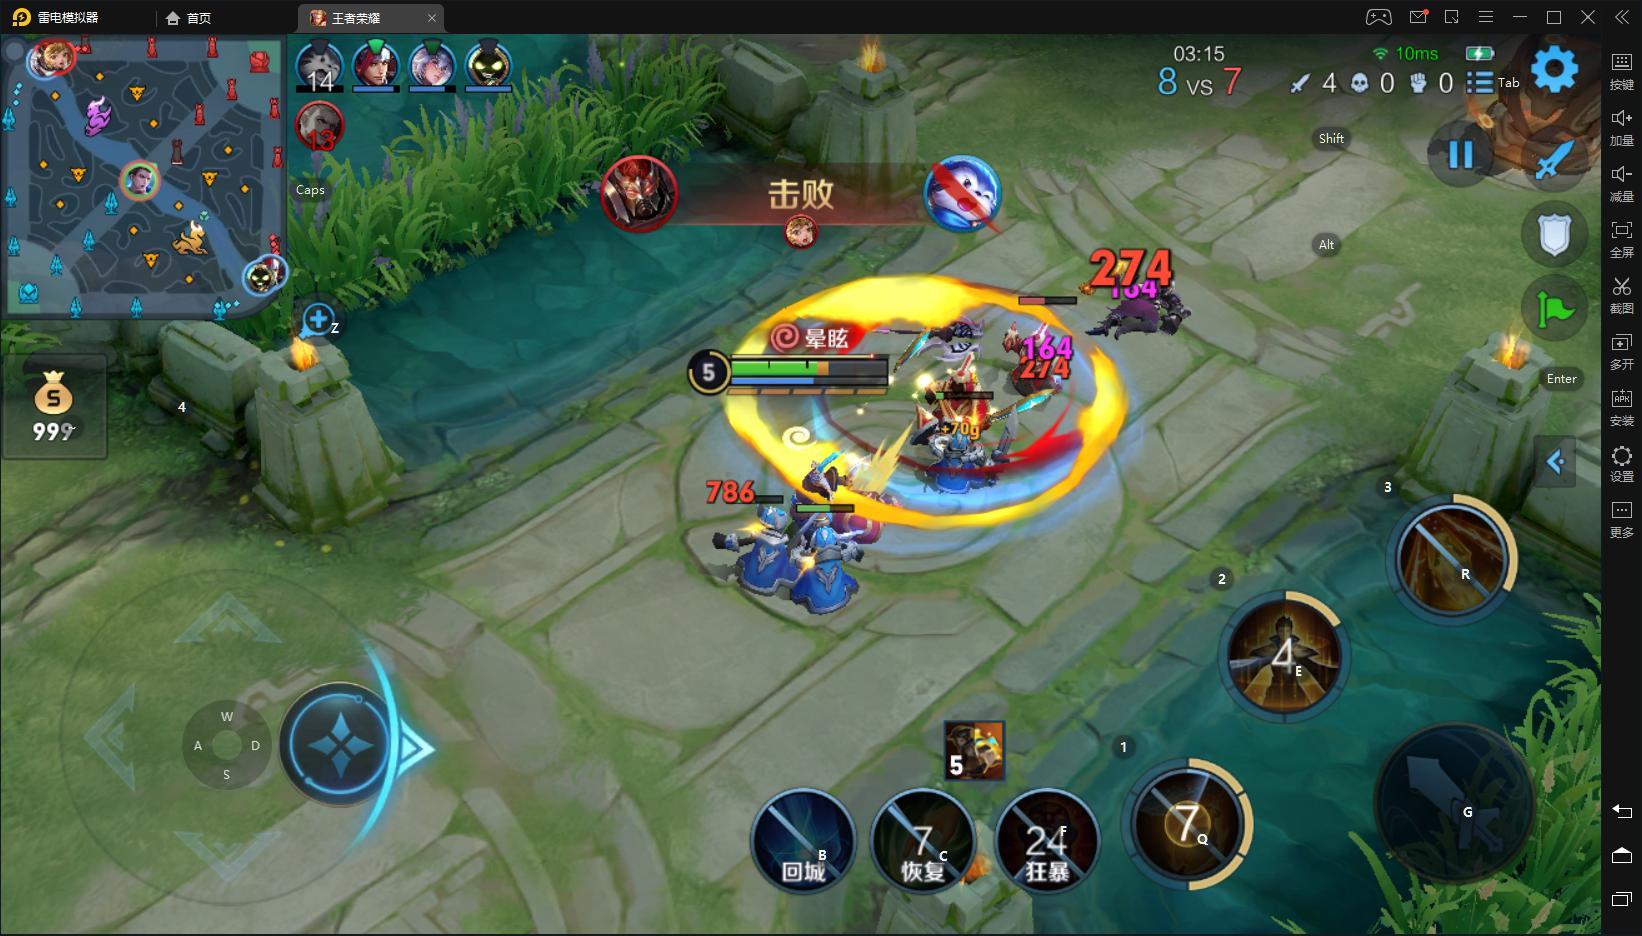 雷电模拟器
首页
王者荣耀
14
13
03:15
10ms
8 VS 7
4 0 0
Tab
Shift
Caps
击败
Alt
274
164
Z
晕眩
164
274
5
Enter
999
4
+70g
786
3
R
2
4
E
W
A
D
S
1
5
7
Q
G
B
回城
7
C
恢复
24
F
狂暴
按键
加量
减量
全屏
截图
多开
APK
安装
设置
更多